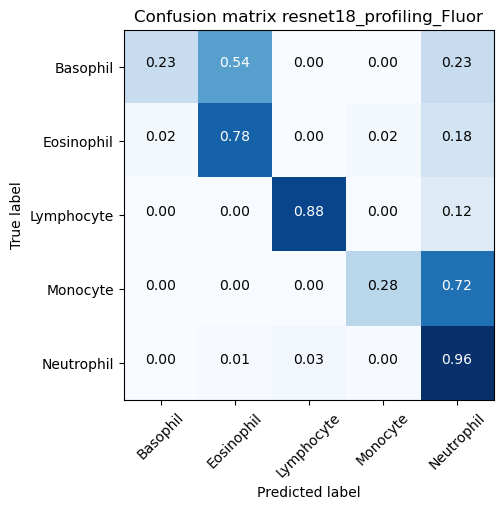 Confusion matrix resnet18_profiling_Fluor
True label
Basophil 0.23 0.54 0.00 0.00 0.23
Eosinophil 0.02 0.78 0.00 0.02 0.18
Lymphocyte 0.00 0.00 0.88 0.00 0.12
Monocyte 0.00 0.00 0.00 0.28 0.72
Neutrophil 0.00 0.01 0.03 0.00 0.96
Basophil Eosinophil Lymphocyte Monocyte Neutrophil
Predicted label